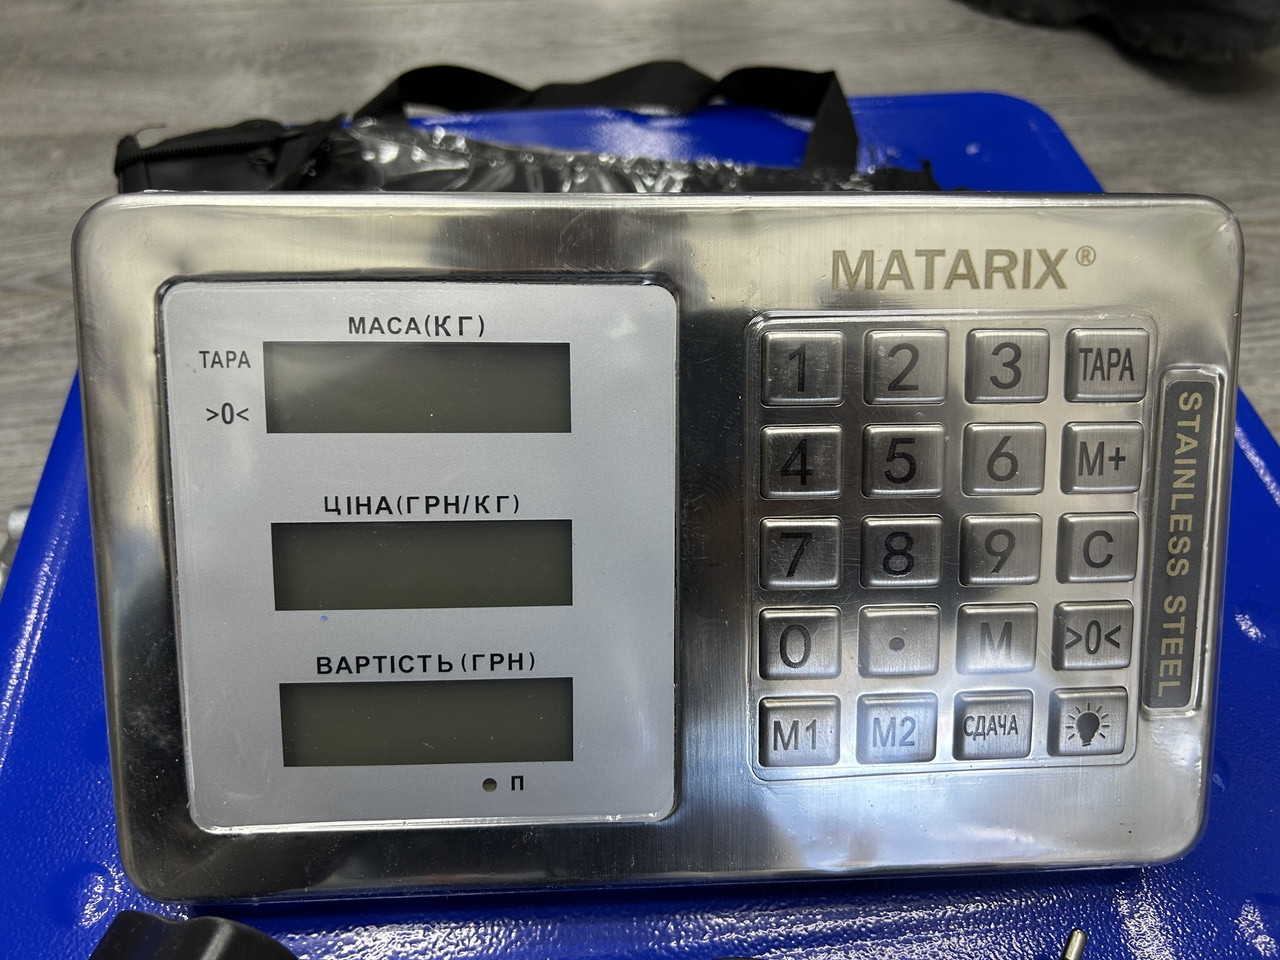 MATARIX®
МАСА(КГ)
ТАРА
>0<
ЦІНА(ГРН/КГ)
ВАРТІСТЬ(ГРН)
П
1 2 3 ТАРА
4 5 6 M+
7 8 9 C
0 • M >0<
M1 M2 СДАЧА
STAINLESS STEEL